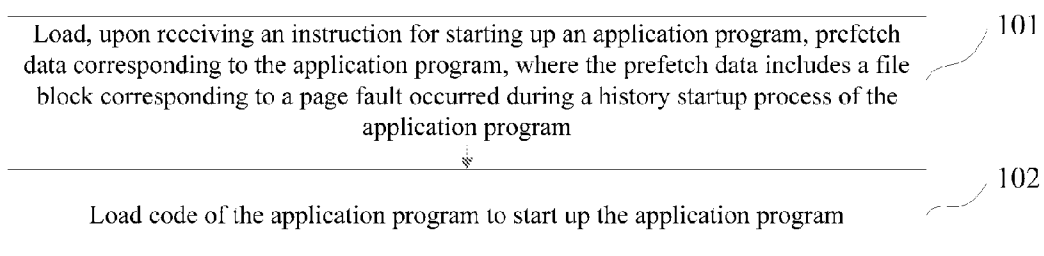 Load, upon receiving an instruction for starting up an application program, prefetch
data corresponding to the application program, where the prefetch data includes a file
block corresponding to a page fault occurred during a history startup process of the
application program
101
Load code of the application program to start up the application program
102